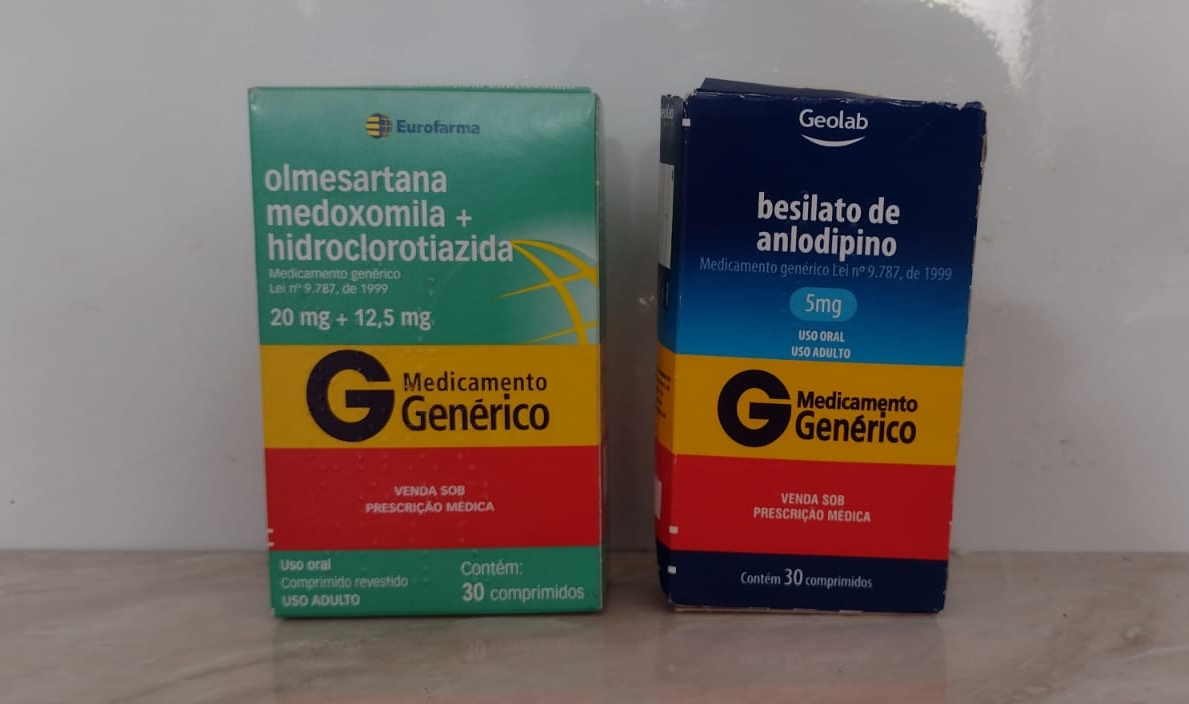 Eurofarma
olmesartana
medoxomila +
hidroclorotiazida
Medicamento genérico
Lei nº 9.787, de 1999
20 mg + 12,5 mg
G Medicamento
Genérico
VENDA SOB
PRESCRIÇÃO MÉDICA
Uso oral
Comprimido revestido
USO ADULTO
Contém:
30 comprimidos
Geolab
besilato de
anlodipino
Medicamento genérico Lei nº 9.787, de 1999
5mg
USO ORAL
USO ADULTO
G Medicamento
Genérico
VENDA SOB
PRESCRIÇÃO MÉDICA
Contém 30 comprimidos